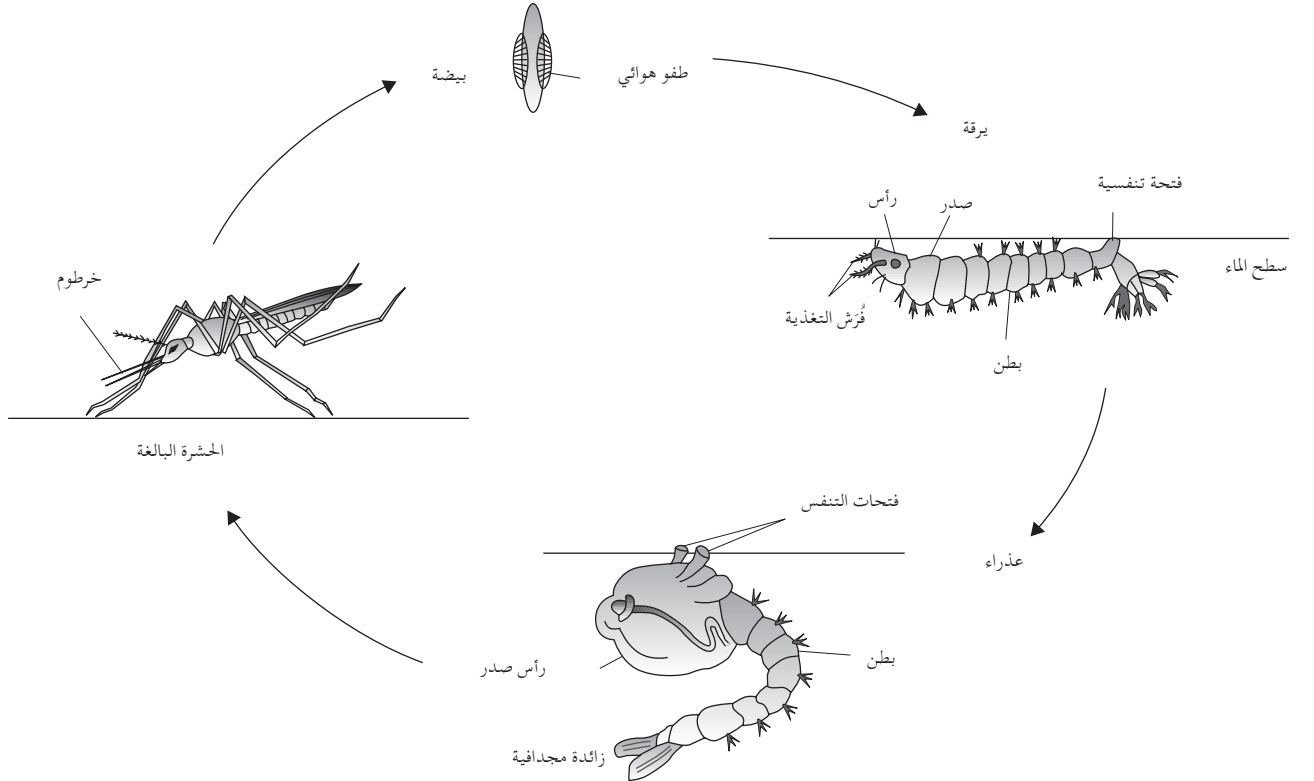 بيضة
طفو هوائي
يرقة
فتحة تنفسية
رأس
صدر
سطح الماء
فُرَش التغذية
بطن
خرطوم
الحشرة البالغة
فتحات التنفس
عذراء
بطن
رأس صدر
زائدة مجدافية